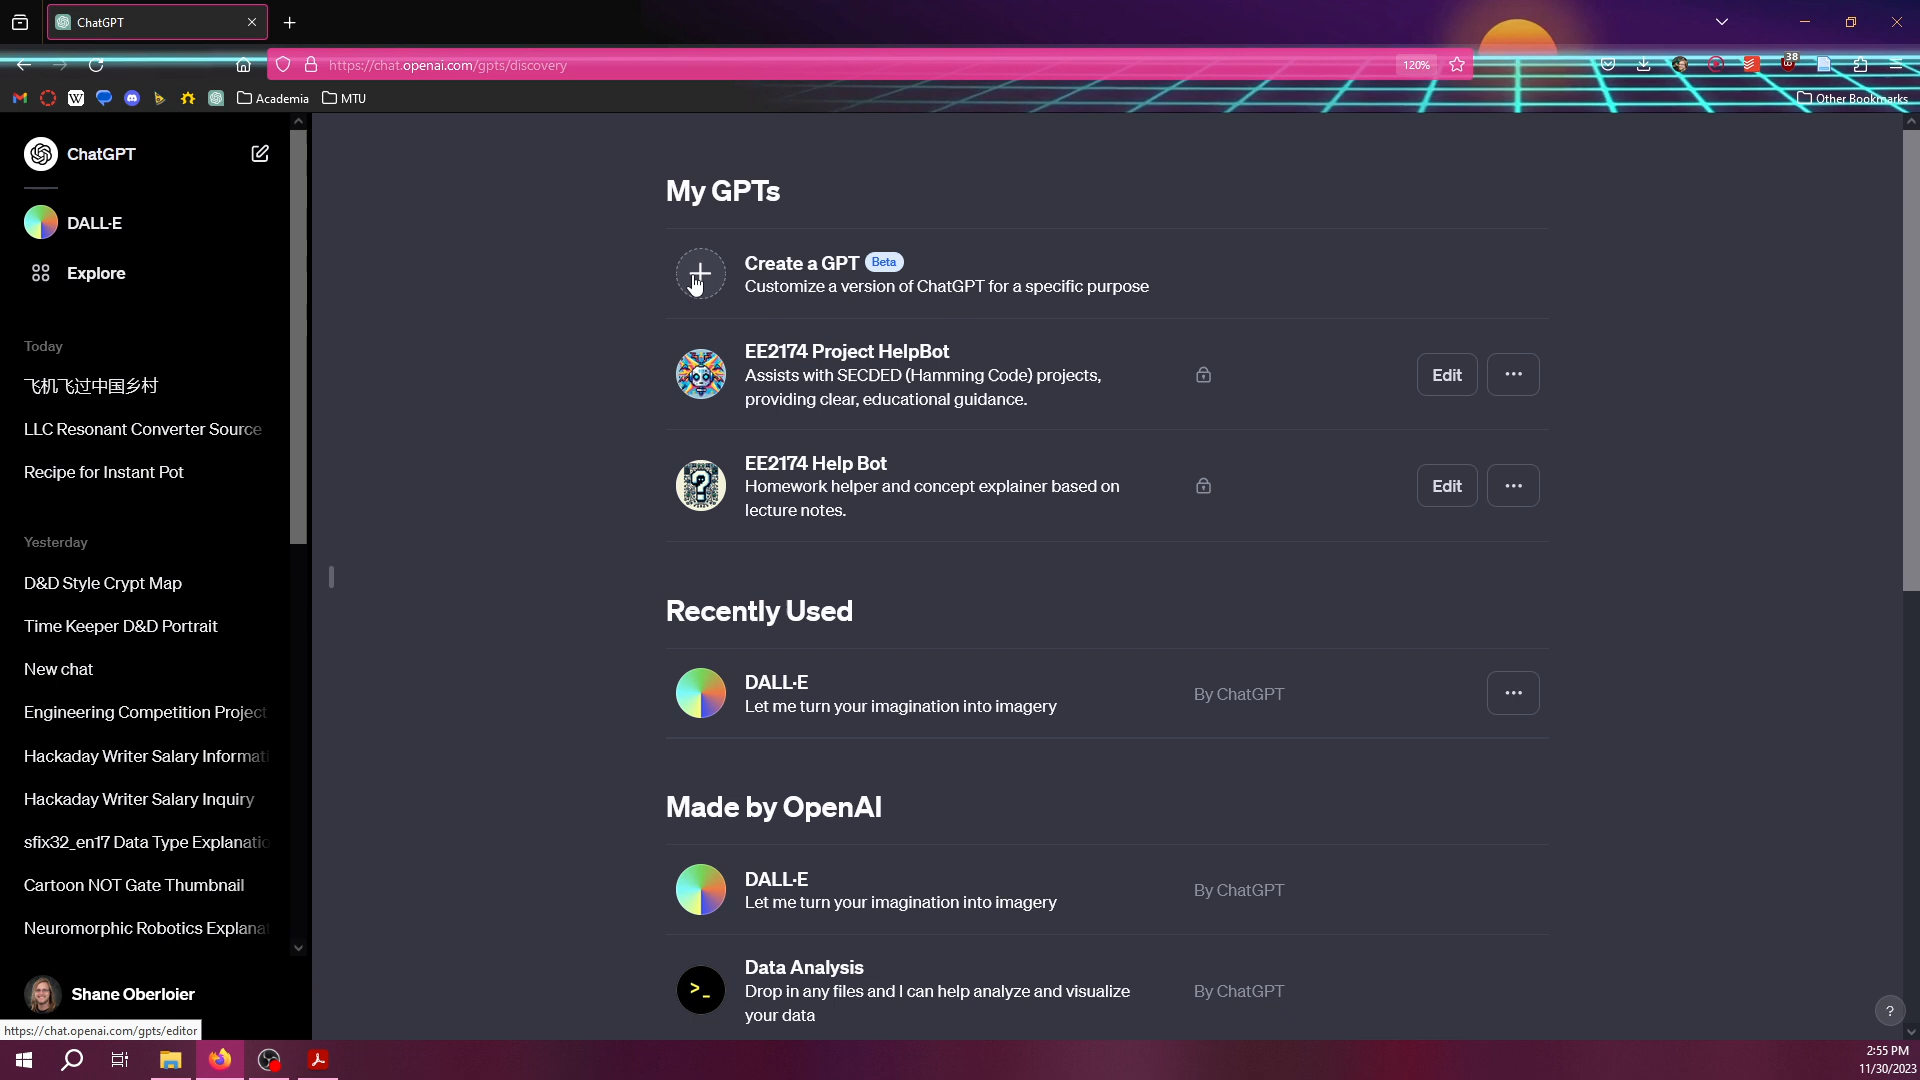 ChatGPT
https://chat.openai.com/gpts/discovery
120%
38
Academia
MTU
Other Bookmarks
ChatGPT
DALL·E
Explore
Today
飞机飞过中国乡村
LLC Resonant Converter Source
Recipe for Instant Pot
Yesterday
D&D Style Crypt Map
Time Keeper D&D Portrait
New chat
Engineering Competition Project
Hackaday Writer Salary Informati
Hackaday Writer Salary Inquiry
sfix32_en17 Data Type Explanatio
Cartoon NOT Gate Thumbnail
Neuromorphic Robotics Explanat
Shane Oberloier
https://chat.openai.com/gpts/editor
My GPTs
Create a GPT Beta
Customize a version of ChatGPT for a specific purpose
EE2174 Project HelpBot
Assists with SECDED (Hamming Code) projects,
providing clear, educational guidance.
Edit
EE2174 Help Bot
Homework helper and concept explainer based on
lecture notes.
Edit
Recently Used
DALL·E
Let me turn your imagination into imagery
By ChatGPT
Made by OpenAI
DALL·E
Let me turn your imagination into imagery
By ChatGPT
Data Analysis
Drop in any files and I can help analyze and visualize
your data
By ChatGPT
?
2:55 PM
11/30/2023